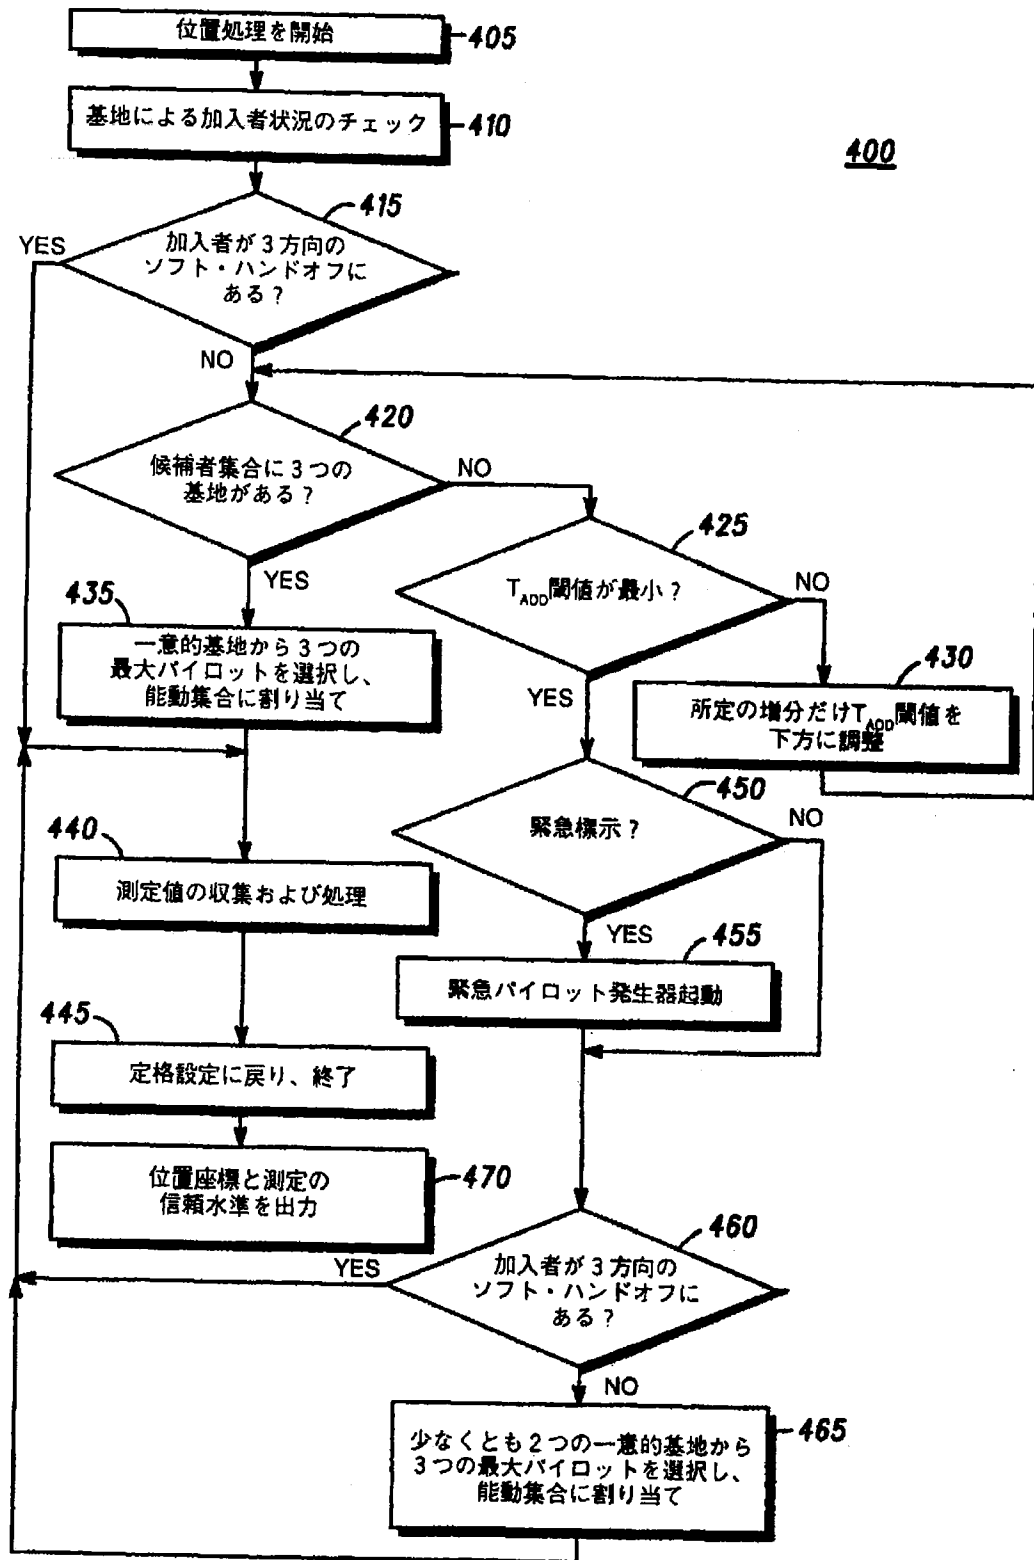 位置処理を開始
405
基地による加入者状況のチェック
410
400
415
YES
加入者が3方向の
ソフト・ハンドオフに
ある?
NO
420
候補者集合に3つの
基地がある?
NO
425
YES
TADD閾値が最小?
NO
435
一意的基地から3つの
最大パイロットを選択し、
能動集合に割り当て
YES
430
所定の増分だけTADD閾値を
下方に調整
450
緊急標示?
NO
440
測定値の収集および処理
YES
455
緊急パイロット発生器起動
445
定格設定に戻り、終了
位置座標と測定の
信頼水準を出力
470
460
YES
加入者が3方向の
ソフト・ハンドオフに
ある?
NO
465
少なくとも2つの一意的基地から
3つの最大パイロットを選択し、
能動集合に割り当て